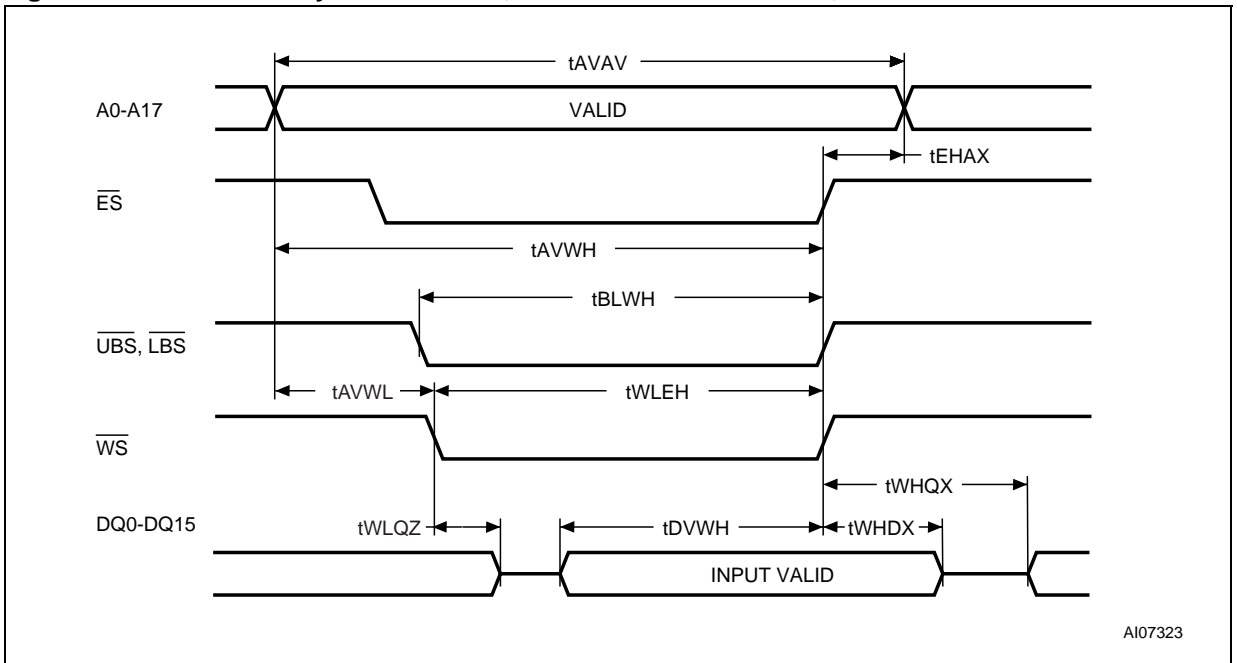 tAVAV
A0-A17
VALID
tEHAX
ES
tAVWH
tBLWH
UBS, LBS
tAVWL
tWLEH
WS
tWHQX
DQ0-DQ15
tWLQZ
tDVWH
tWHDX
INPUT VALID
AI07323